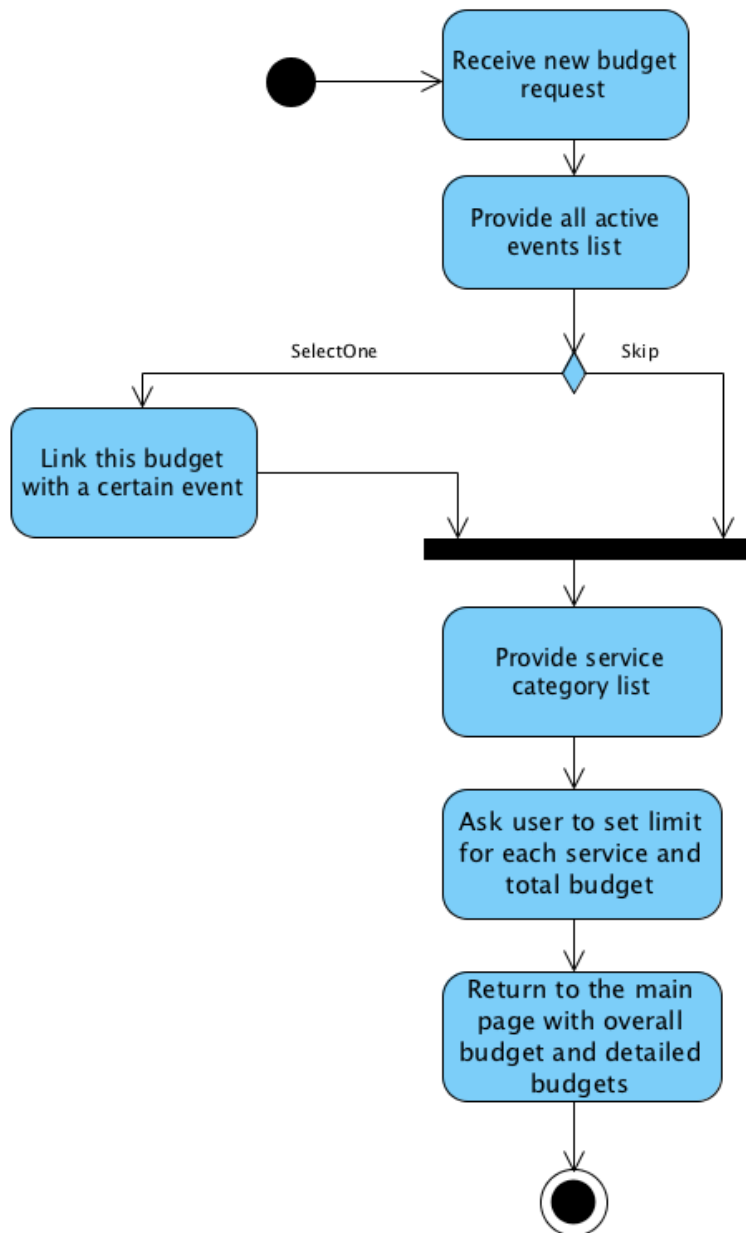 Receive new budget
request
Provide all active
events list
SelectOne
Skip
Link this budget
with a certain event
Provide service
category list
Ask user to set limit
for each service and
total budget
Return to the main
page with overall
budget and detailed
budgets